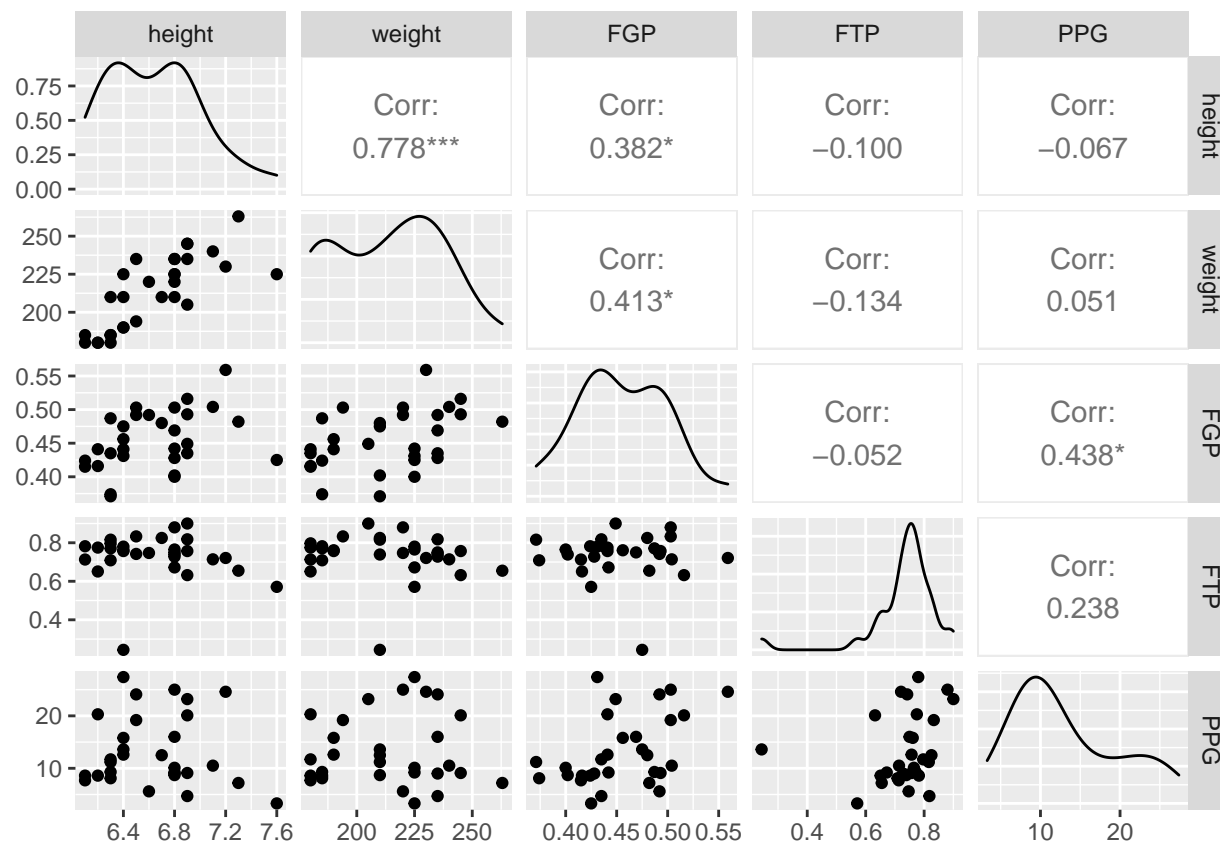 height weight FGP FTP PPG
0.75
0.50
0.25
0.00
Corr:
0.778***
Corr:
0.382*
Corr:
−0.100
Corr:
−0.067
height
250
225
200
Corr:
0.413*
Corr:
−0.134
Corr:
0.051
weight
0.55
0.50
0.45
0.40
Corr:
−0.052
Corr:
0.438*
FGP
0.8
0.6
0.4
Corr:
0.238
FTP
20
10
PPG
6.4 6.8 7.2 7.6 200 225 250 0.40 0.45 0.50 0.55 0.4 0.6 0.8 10 20